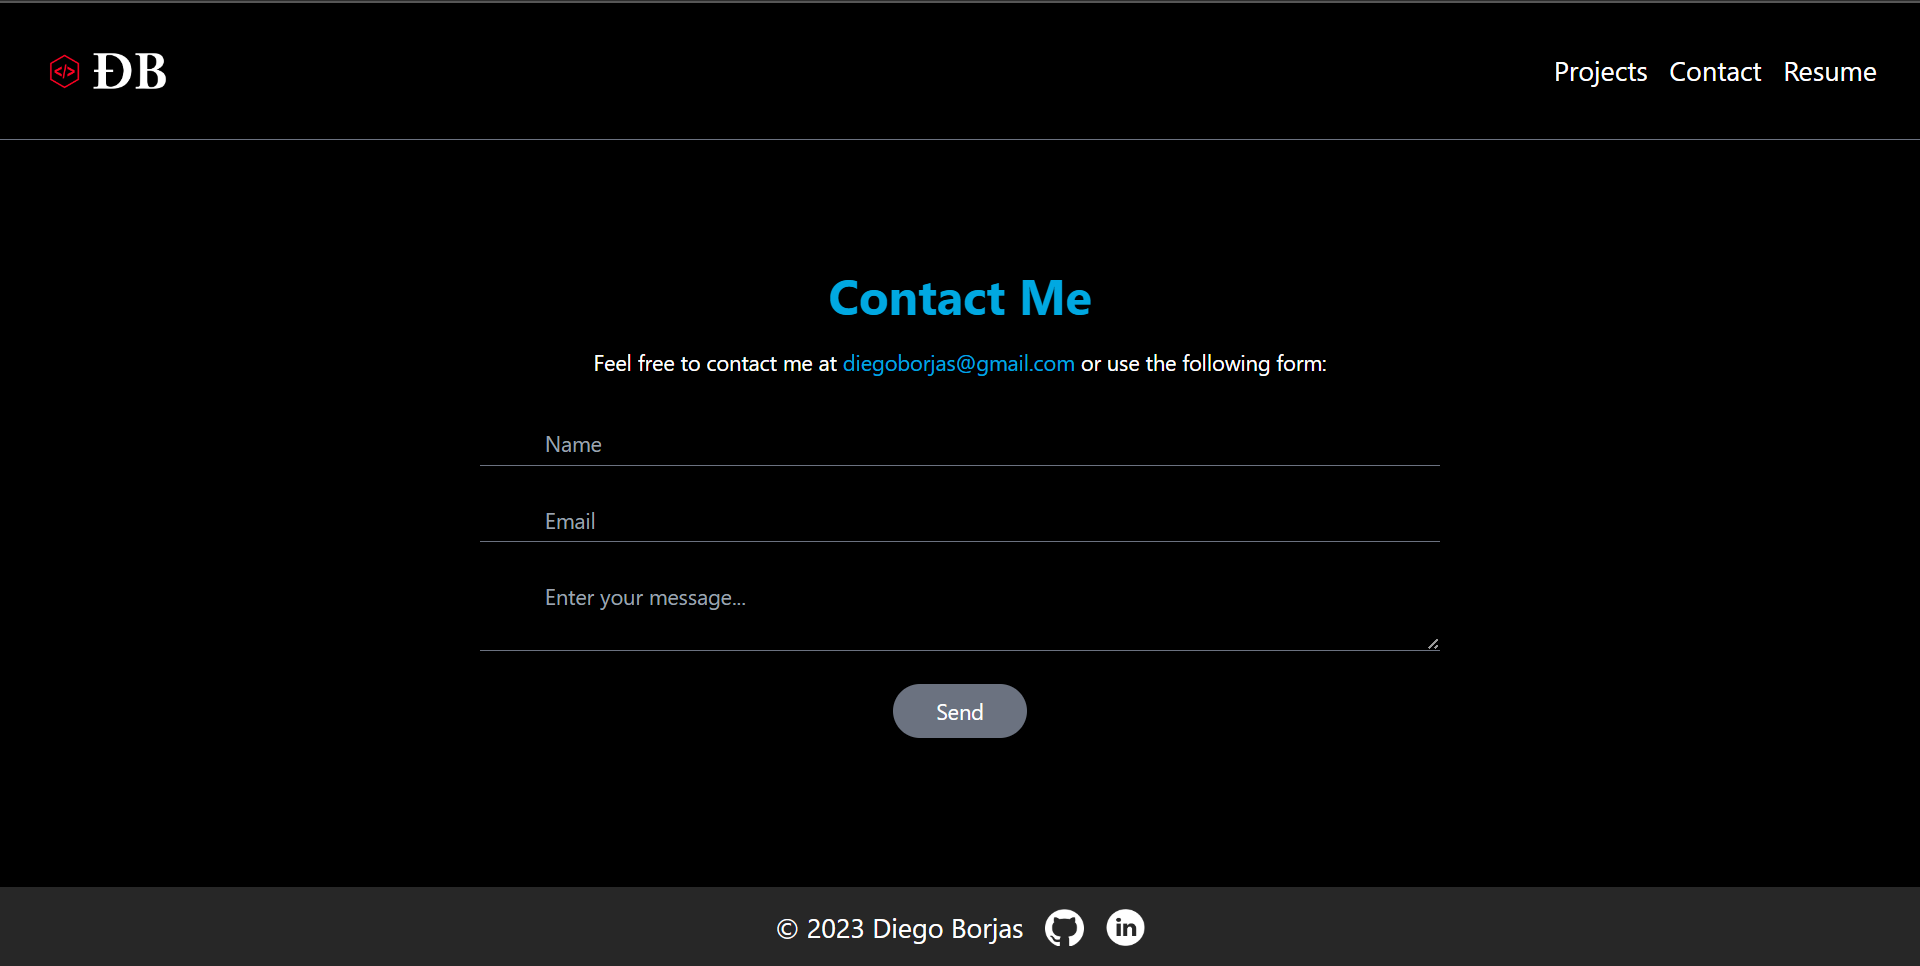 </> ĐB
Projects Contact Resume
Contact Me
Feel free to contact me at diegoborjas@gmail.com or use the following form:
Name
Email
Enter your message...
Send
© 2023 Diego Borjas in